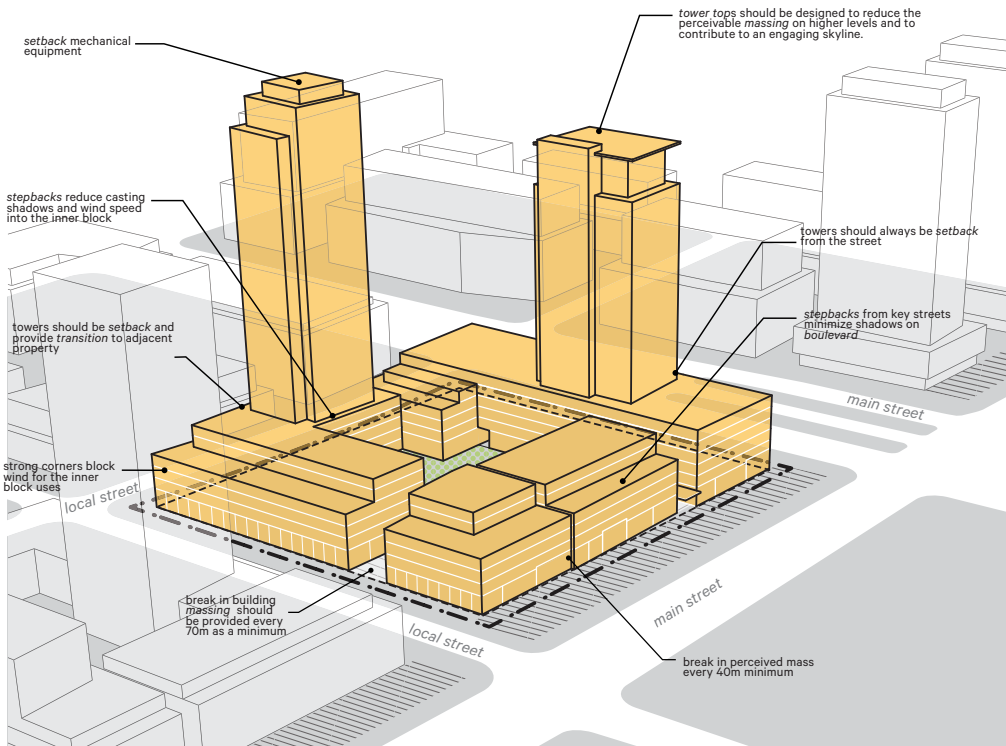 tower tops should be designed to reduce the
perceivable massing on higher levels and to
contribute to an engaging skyline.
setback mechanical
equipment
stepbacks reduce casting
shadows and wind speed
into the inner block
towers should always be setback
from the street
stepbacks from key streets
minimize shadows on
boulevard
towers should be setback and
provide transition to adjacent
property
main street
strong corners block
wind for the inner
block uses
local street
break in building
massing should
be provided every
70m as a minimum
local street
main street
break in perceived mass
every 40m minimum